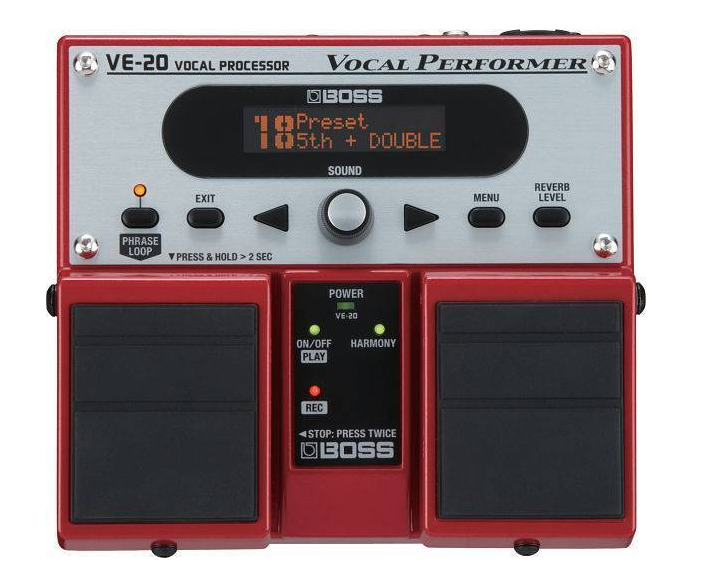 VE-20 VOCAL PROCESSOR
VOCAL PERFORMER
BOSS
18 Preset
5th + DOUBLE
SOUND
EXIT
MENU
REVERB
LEVEL
PHRASE
LOOP
▼PRESS & HOLD > 2 SEC
POWER
VE-20
ON/OFF
HARMONY
PLAY
REC
◄STOP: PRESS TWICE
BOSS